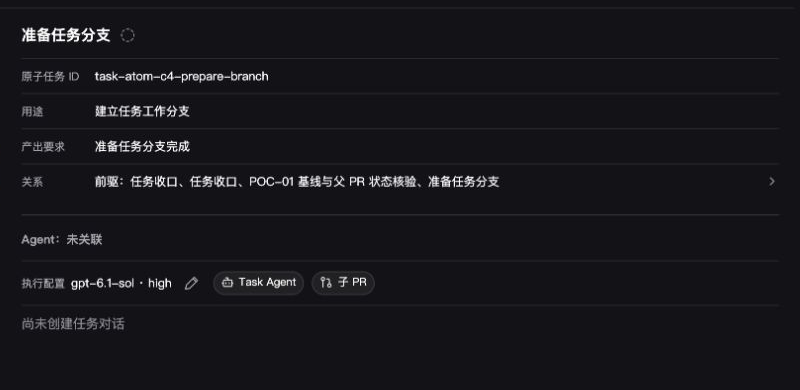 准备任务分支
原子任务 ID task-atom-c4-prepare-branch
用途 建立任务工作分支
产出要求 准备任务分支完成
关系 前驱：任务收口、任务收口、POC-01 基线与父 PR 状态核验、准备任务分支
Agent：未关联
执行配置 gpt-6.1-sol · high Task Agent 子 PR
尚未创建任务对话